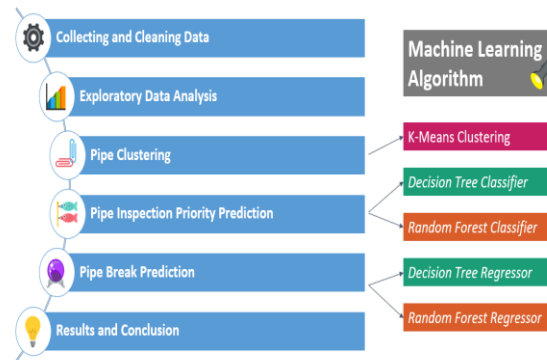 Collecting and Cleaning Data
Exploratory Data Analysis
Pipe Clustering
Pipe Inspection Priority Prediction
Pipe Break Prediction
Results and Conclusion
Machine Learning
Algorithm
K-Means Clustering
Decision Tree Classifier
Random Forest Classifier
Decision Tree Regressor
Random Forest Regressor